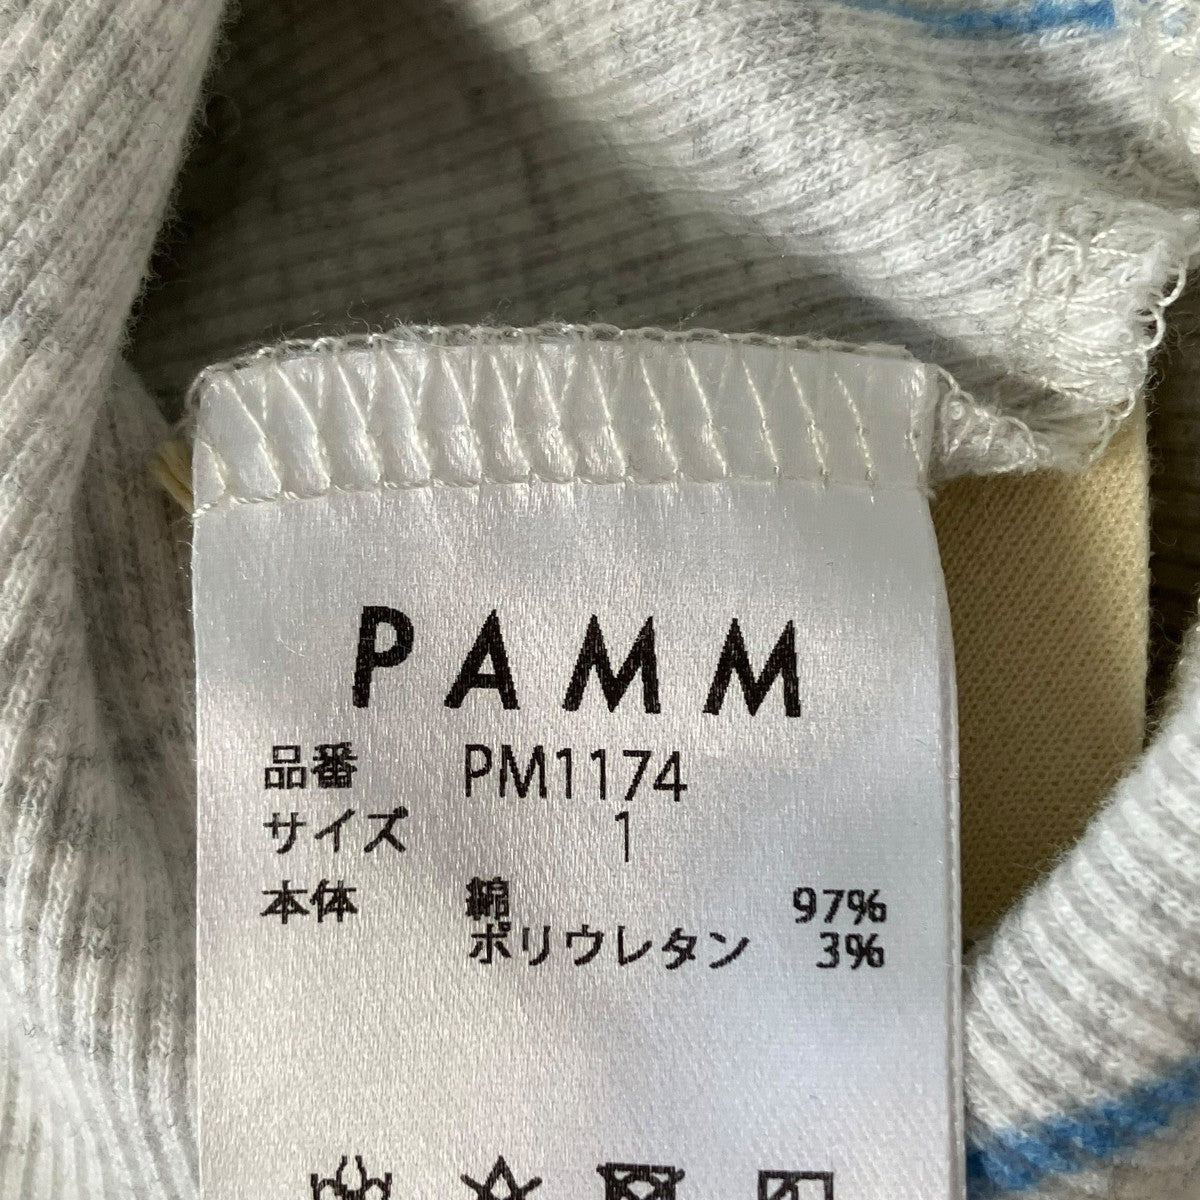 PAMM
品番 PM1174
サイズ 1
本体 綿 97%
ポリウレタン 3%